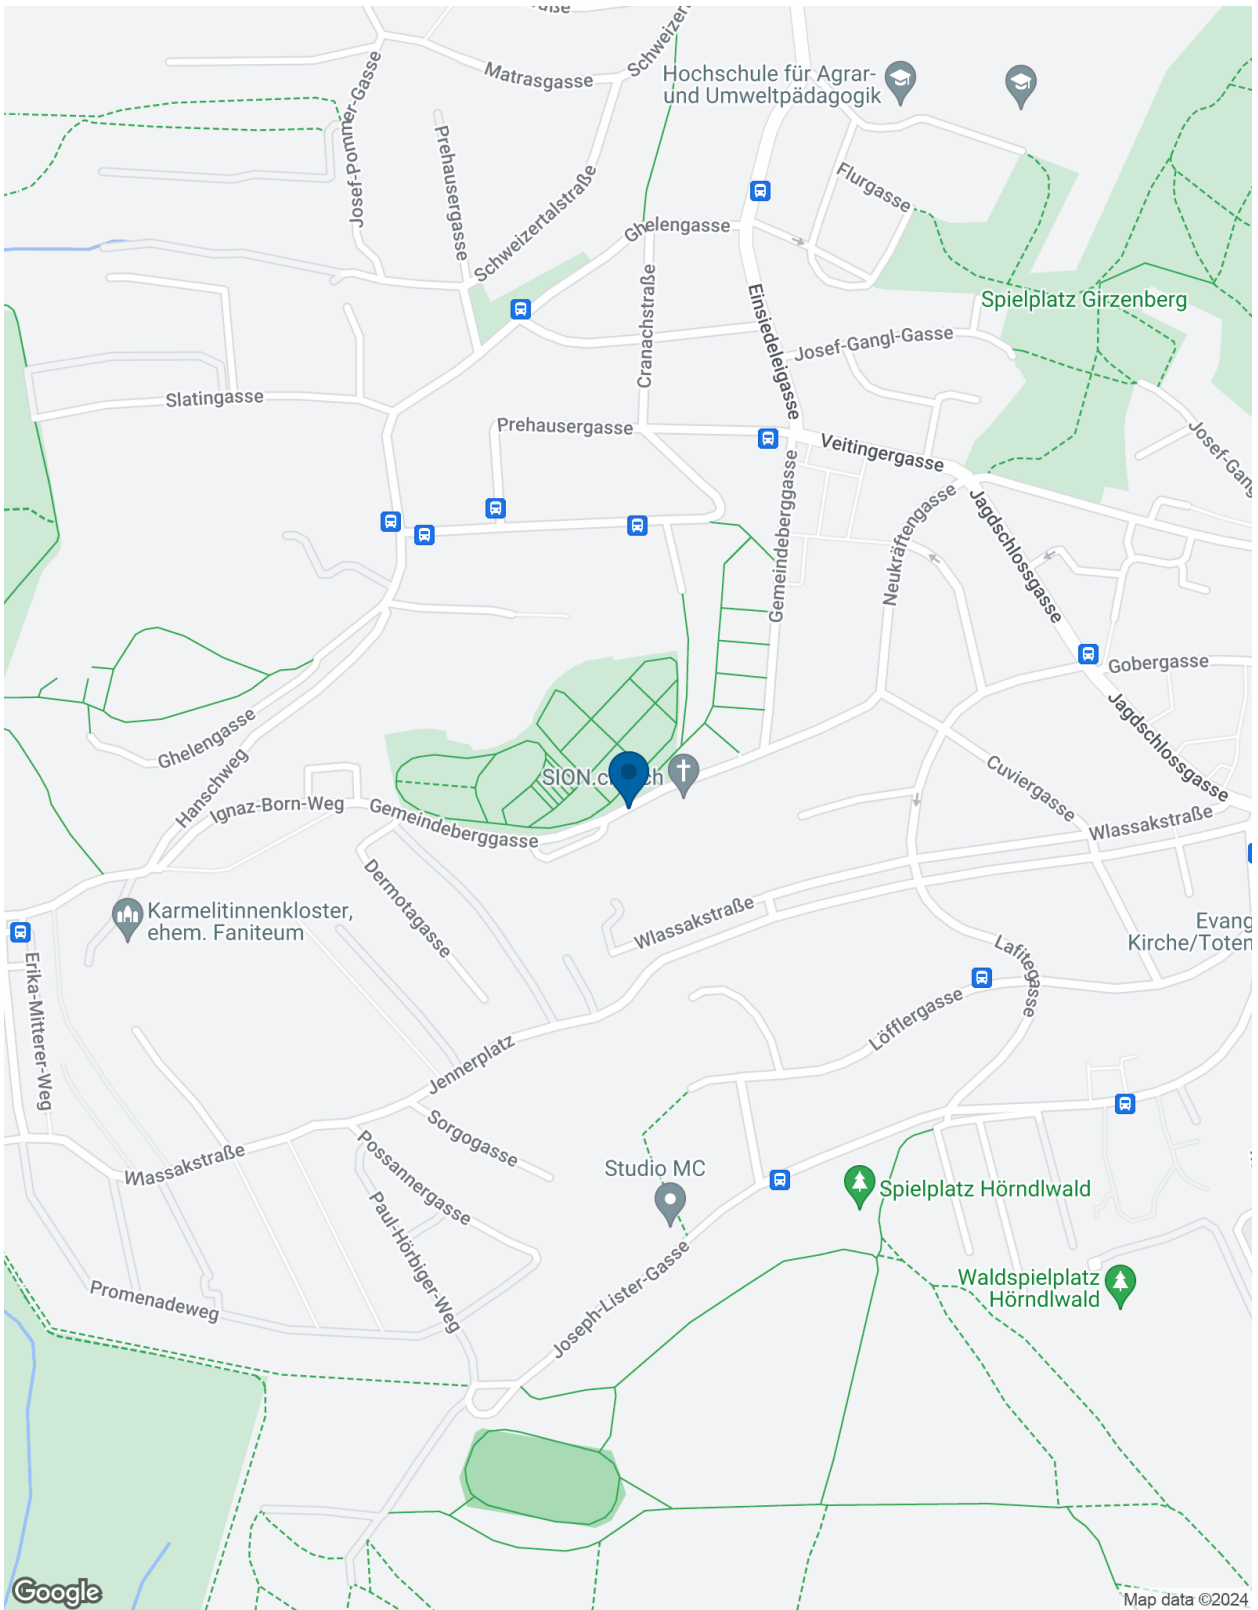 Matrasgasse
Schweizer
Hochschule für Agrar-
und Umweltpädagogik
Josef-Pommer-Gasse
Prehausergasse
Flurgasse
Schweizertalstraße
Ghelengasse
Cranachstraße
Einsiedeleigasse
Spielplatz Girzenberg
Josef-Gangl-Gasse
Slatingasse
Prehausergasse
Veitingergasse
Josef-Gangl
Gemeindeberggasse
Neukräftengasse
Jagdschlossgasse
Gobergasse
Jagdschlossgasse
Ghelengasse
Hanschweg
Ignaz-Born-Weg
Gemeindeberggasse
Cuviergasse
Wlassakstraße
Dermotagasse
Karmelitinnenkloster,
ehem. Faniteum
Wlassakstraße
Evang
Kirche/Toten
Lafitegasse
Erika-Mitterer-Weg
Löfflergasse
Jennerplatz
Sorgogasse
Wlassakstraße
Possannergasse
Studio MC
Spielplatz Hörndlwald
Paul-Hörbiger-Weg
Joseph-Lister-Gasse
Waldspielplatz
Hörndlwald
Promenadeweg
Google
Map data ©2024